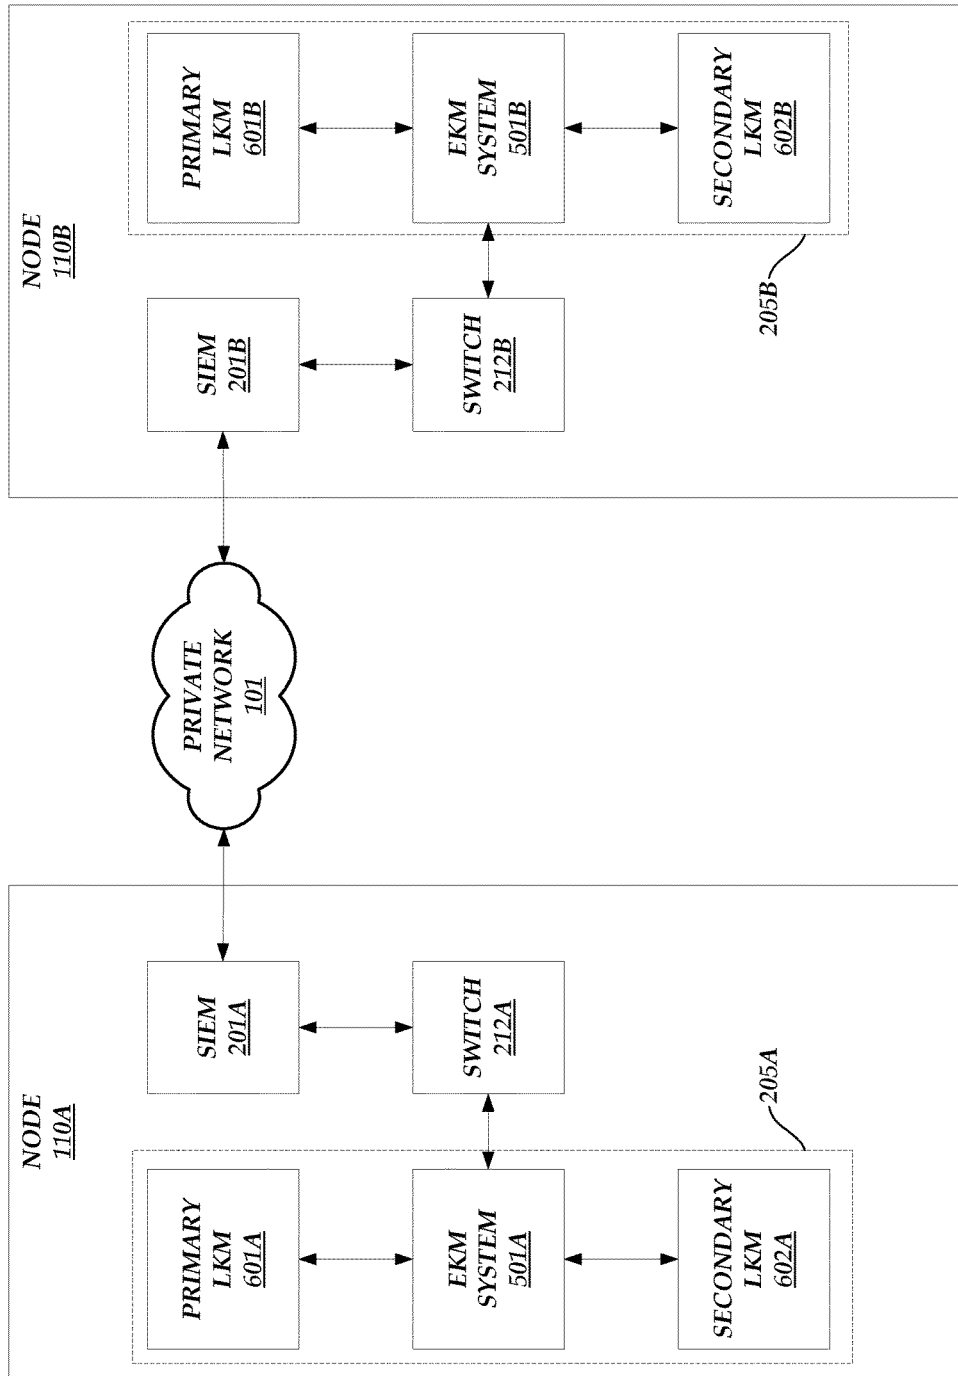 NODE
110A
PRIMARY
LKM
601A
EKM
SYSTEM
501A
SECONDARY
LKM
602A
SIEM
201A
SWITCH
212A
205A
PRIVATE
NETWORK
101
NODE
110B
SIEM
201B
SWITCH
212B
PRIMARY
LKM
601B
EKM
SYSTEM
501B
SECONDARY
LKM
602B
205B